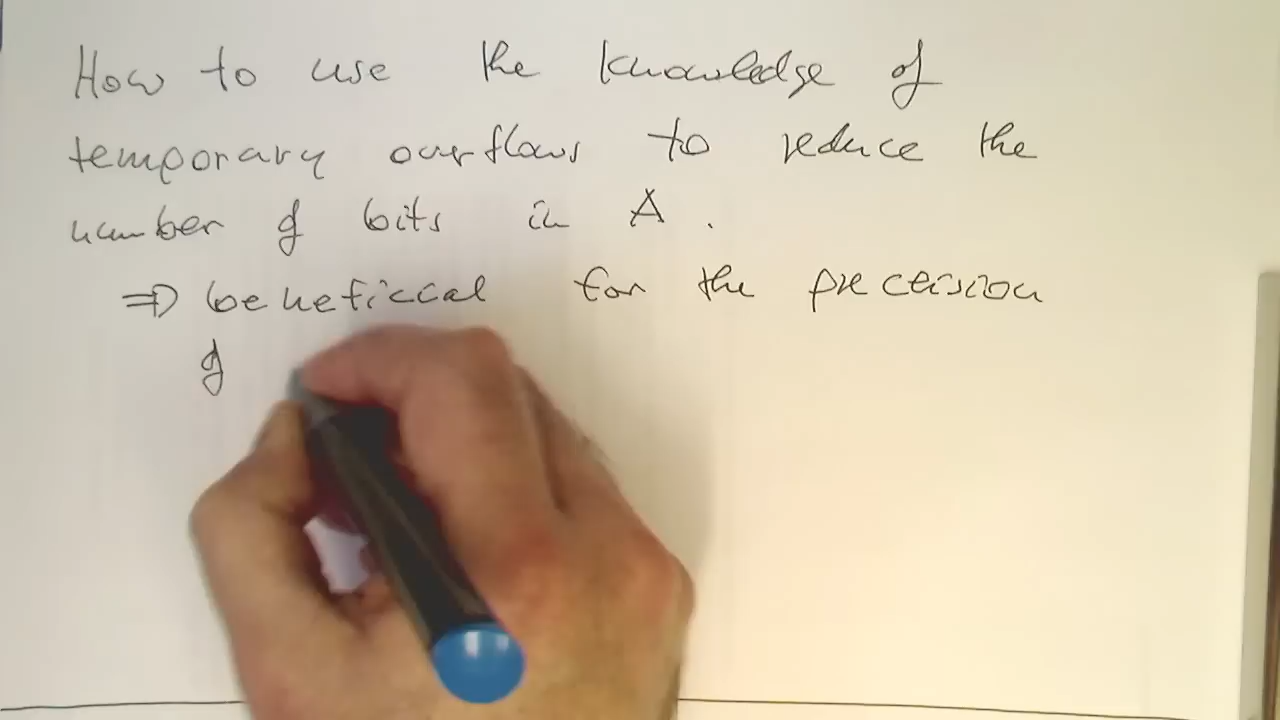 How to use the knowledge of
temporary overflows to reduce the
number of bits in A.
⇒ beneficial for the precision
of